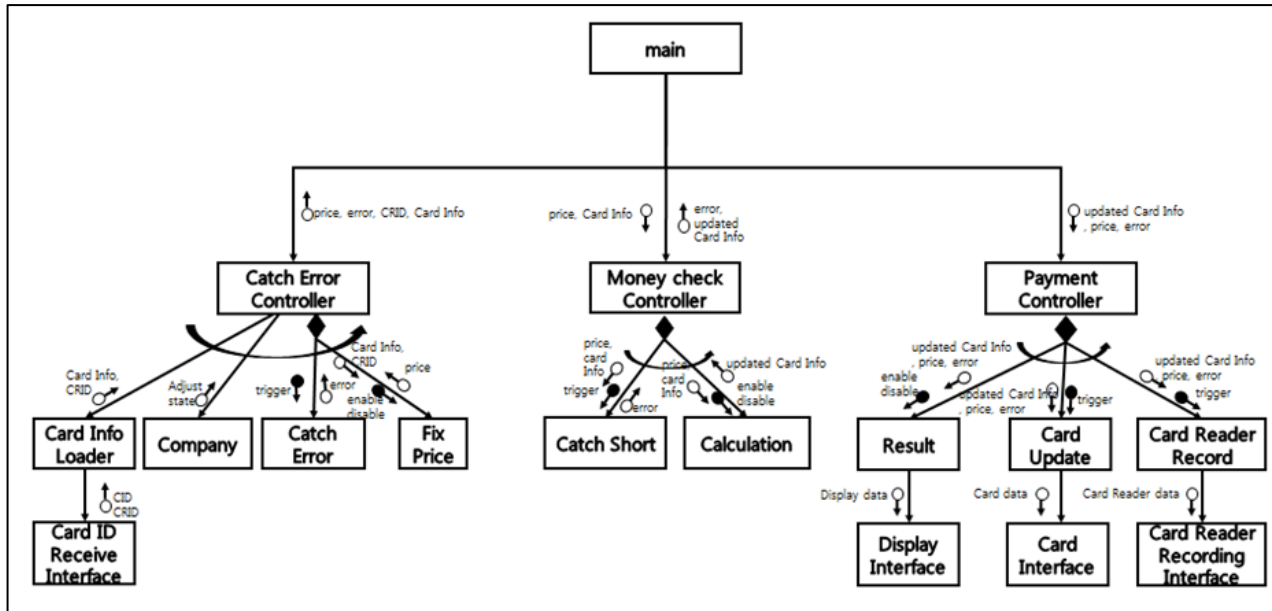 main
price, error, CRID, Card Info
price, Card Info
error,
updated
Card Info
updated Card Info
, price, error
Catch Error
Controller
Money check
Controller
Payment
Controller
Card Info,
CRID
Adjust
state
trigger
error
Card Info,
CRID
enable
disable
price
price,
card
Info
trigger
error
price,
card
Info
updated Card Info
enable
disable
updated Card Info
, price, error
enable
disable
updated Card Info
, price, error
trigger
updated Card Info
price, error
trigger
Card Info
Loader
Company
Catch
Error
Fix
Price
Catch Short
Calculation
Result
Card
Update
Card Reader
Record
CID
CRID
Display data
Card data
Card Reader data
Card ID
Receive
Interface
Display
Interface
Card
Interface
Card Reader
Recording
Interface